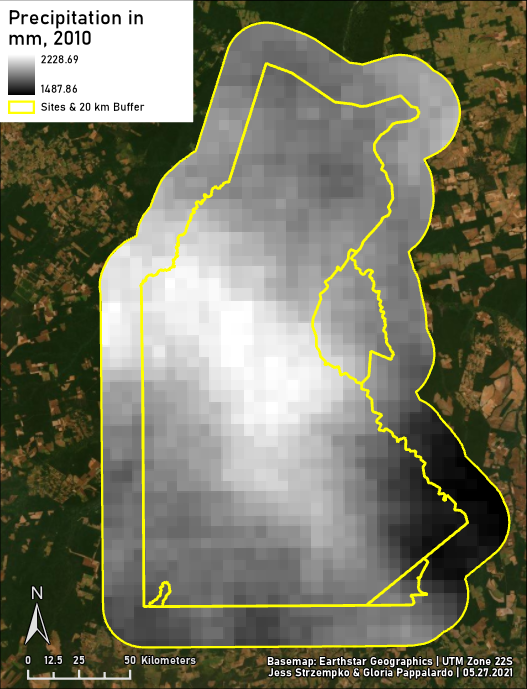 Precipitation in
mm, 2010
2228.69
1487.86
Sites & 20 km Buffer
N
0 12.5 25 50 Kilometers
Basemap: Earthstar Geographics | UTM Zone 22S
Jess Strzempko & Gloria Pappalardo | 05.27.2021